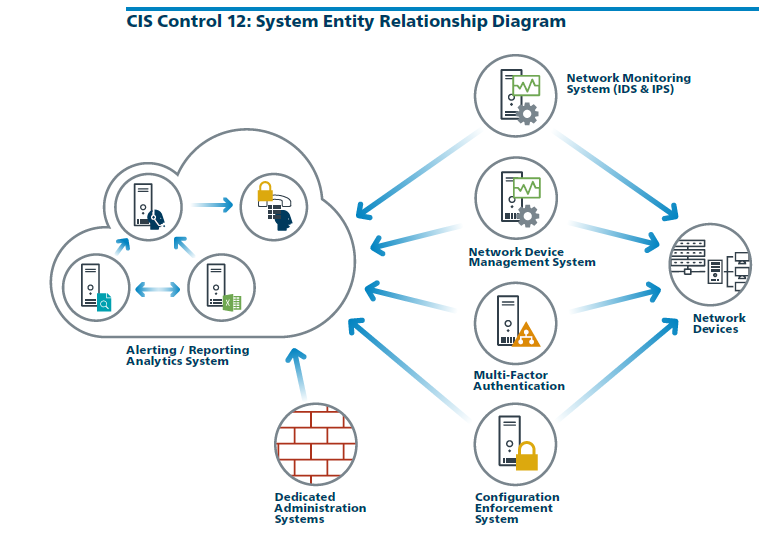 CIS Control 12: System Entity Relationship Diagram
Network Monitoring
System (IDS & IPS)
Network Device
Management System
Network
Devices
Alerting / Reporting
Analytics System
Multi-Factor
Authentication
Dedicated
Administration
Systems
Configuration
Enforcement
System